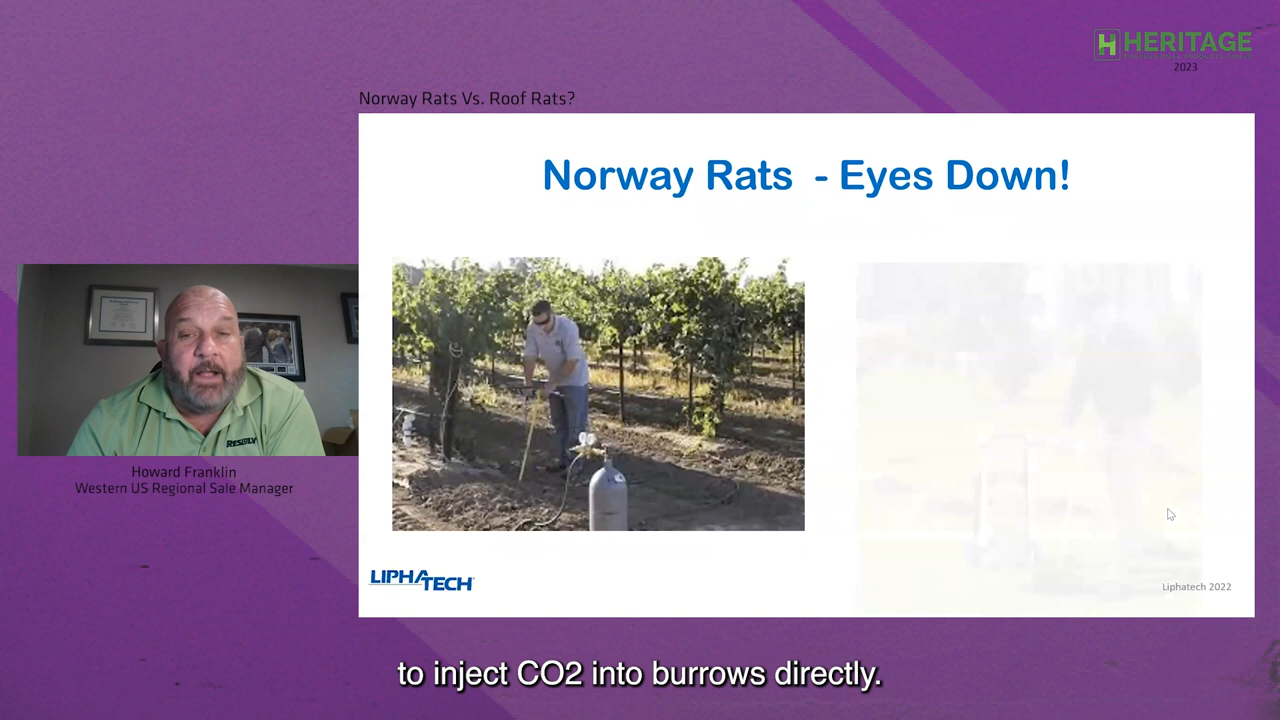 HERITAGE
2023
Norway Rats Vs. Roof Rats?
Norway Rats - Eyes Down!
RESOLV
Howard Franklin
Western US Regional Sale Manager
LIPHATECH
Liphatech 2022
to inject CO2 into burrows directly.